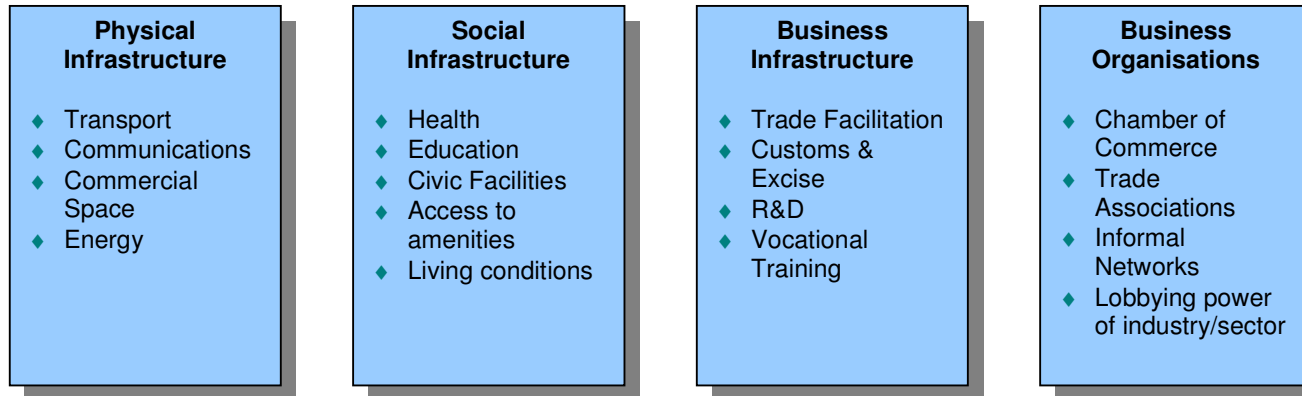 Physical
Infrastructure
♦ Transport
♦ Communications
♦ Commercial
Space
♦ Energy
Social
Infrastructure
♦ Health
♦ Education
♦ Civic Facilities
♦ Access to
amenities
♦ Living conditions
Business
Infrastructure
♦ Trade Facilitation
♦ Customs &
Excise
♦ R&D
♦ Vocational
Training
Business
Organisations
♦ Chamber of
Commerce
♦ Trade
Associations
♦ Informal
Networks
♦ Lobbying power
of industry/sector